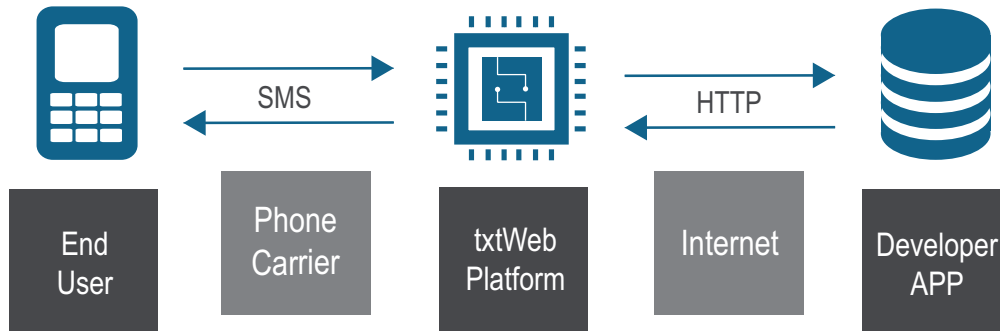 SMS
HTTP
End
User
Phone
Carrier
txtWeb
Platform
Internet
Developer
APP